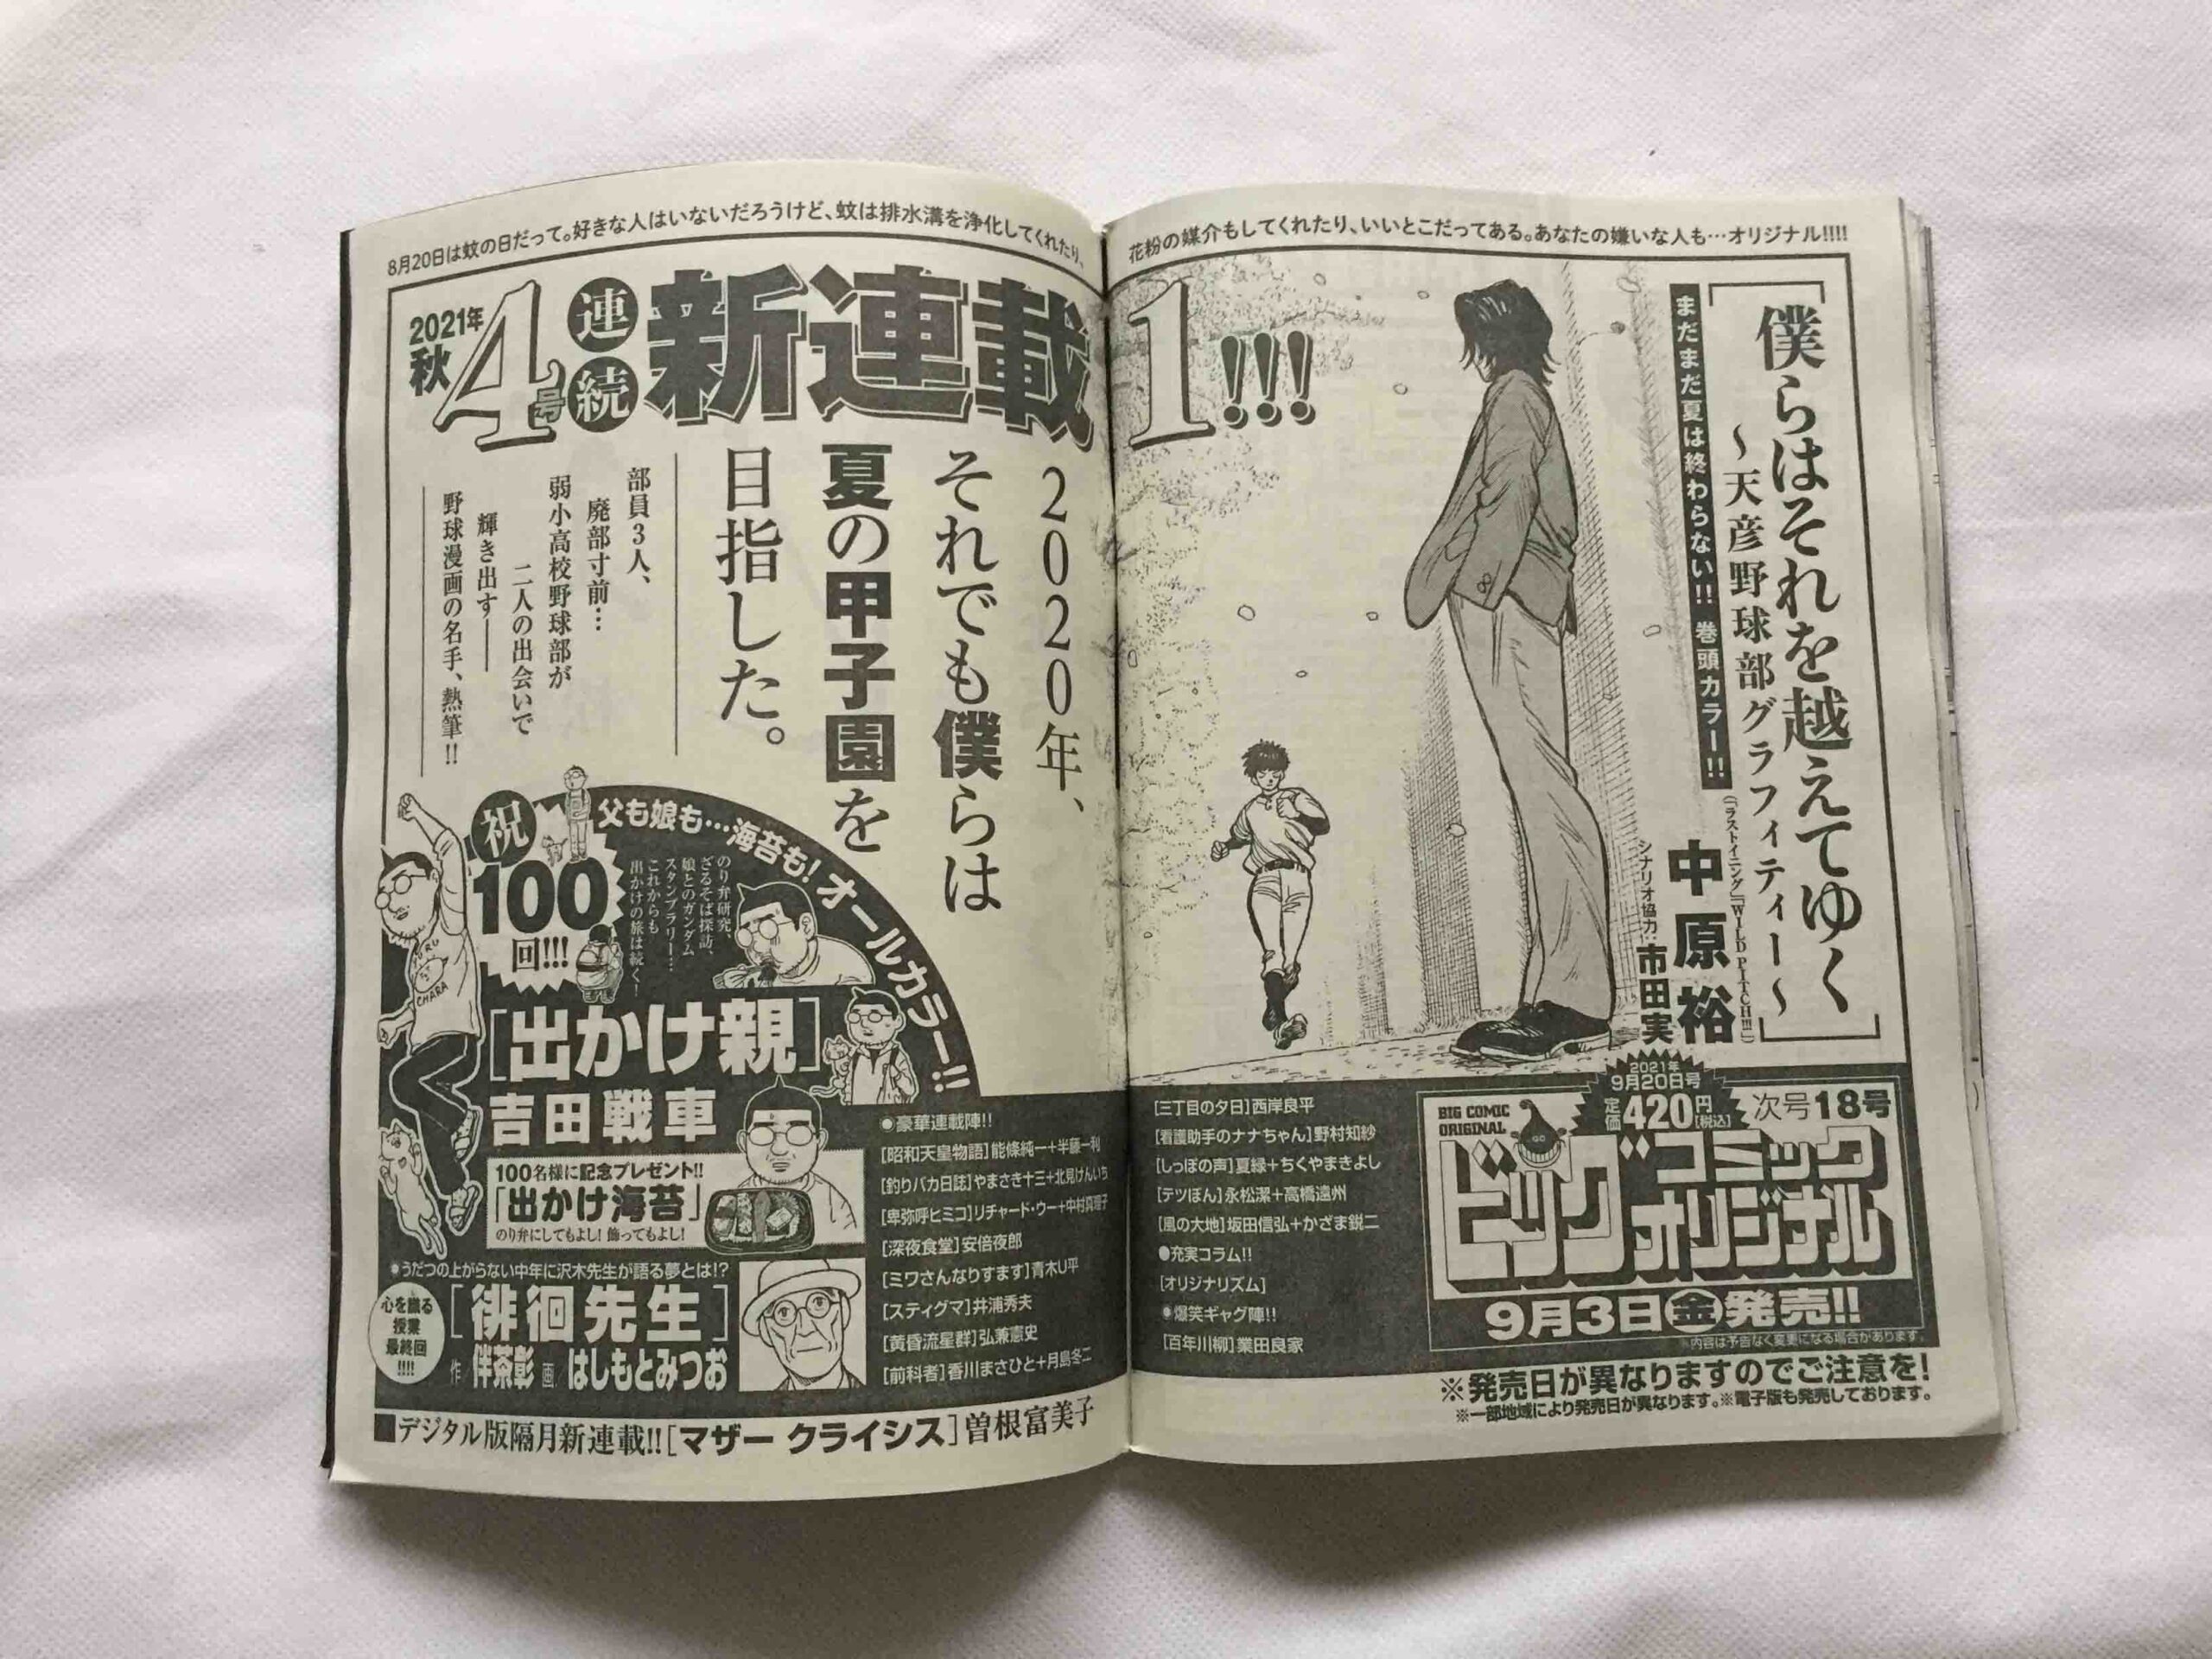 8月20日は蚊の日だって。好きな人はいないだろうけど、蚊は排水溝を浄化してくれたり、
花粉の媒介もしてくれたり、いいとこだってある。あなたの嫌いな人も…オリジナル!!!!
2021年
秋
4号
連続
新連載
1!!!
[僕らはそれを越えてゆく
〜天彦野球部グラフィティー〜]
まだまだ夏は終わらない!! 巻頭カラー!!
(『ラストイニング』『WILD PITCH!!!』)
中原裕
シナリオ協力:市田実
2020年、
それでも僕らは
夏の甲子園を
目指した。
部員3人、
廃部寸前…
弱小高校野球部が
二人の出会いで
輝き出す――
野球漫画の名手、熱筆!!
祝
100
回!!!
父も娘も…海苔も!オールカラー!!
のり弁研究、
ざるそば探訪、
娘とのガンダム
スタンプラリー…
これからも
出かけの旅は続く!
CHARA
[出かけ親]
吉田戦車
100名様に記念プレゼント!!
「出かけ海苔」
のり弁にしてもよし!飾ってもよし!
●うだつの上がらない中年に沢木先生が語る夢とは!?
心を識る
授業
最終回
!!!!
[徘徊先生]
作 伴茶彰 画 はしもとみつお
●豪華連載陣!!
[昭和天皇物語]能條純一+半藤一利
[釣りバカ日誌]やまさき十三+北見けんいち
[卑弥呼ヒミコ]リチャード・ウー+中村真理子
[深夜食堂]安倍夜郎
[ミワさんなりすます]青木U平
[スティグマ]井浦秀夫
[黄昏流星群]弘兼憲史
[前科者]香川まさひと+月島冬二
[三丁目の夕日]西岸良平
[看護助手のナナちゃん]野村知紗
[しっぽの声]夏緑+ちくやまきよし
[テツぼん]永松潔+高橋遠州
[風の大地]坂田信弘+かざま鋭二
●充実コラム!!
[オリジナリズム]
●爆笑ギャグ陣!!
[百年川柳]業田良家
2021年
9月20日号
定価420円[税込]
次号18号
BIG COMIC
ORIGINAL
ビッグコミック
オリジナル
9月3日金発売!!
※内容は予告なく変更になる場合があります。
※発売日が異なりますのでご注意を!
※一部地域により発売日が異なります。※電子版も発売しております。
■デジタル版隔月新連載!![マザー クライシス]曽根富美子